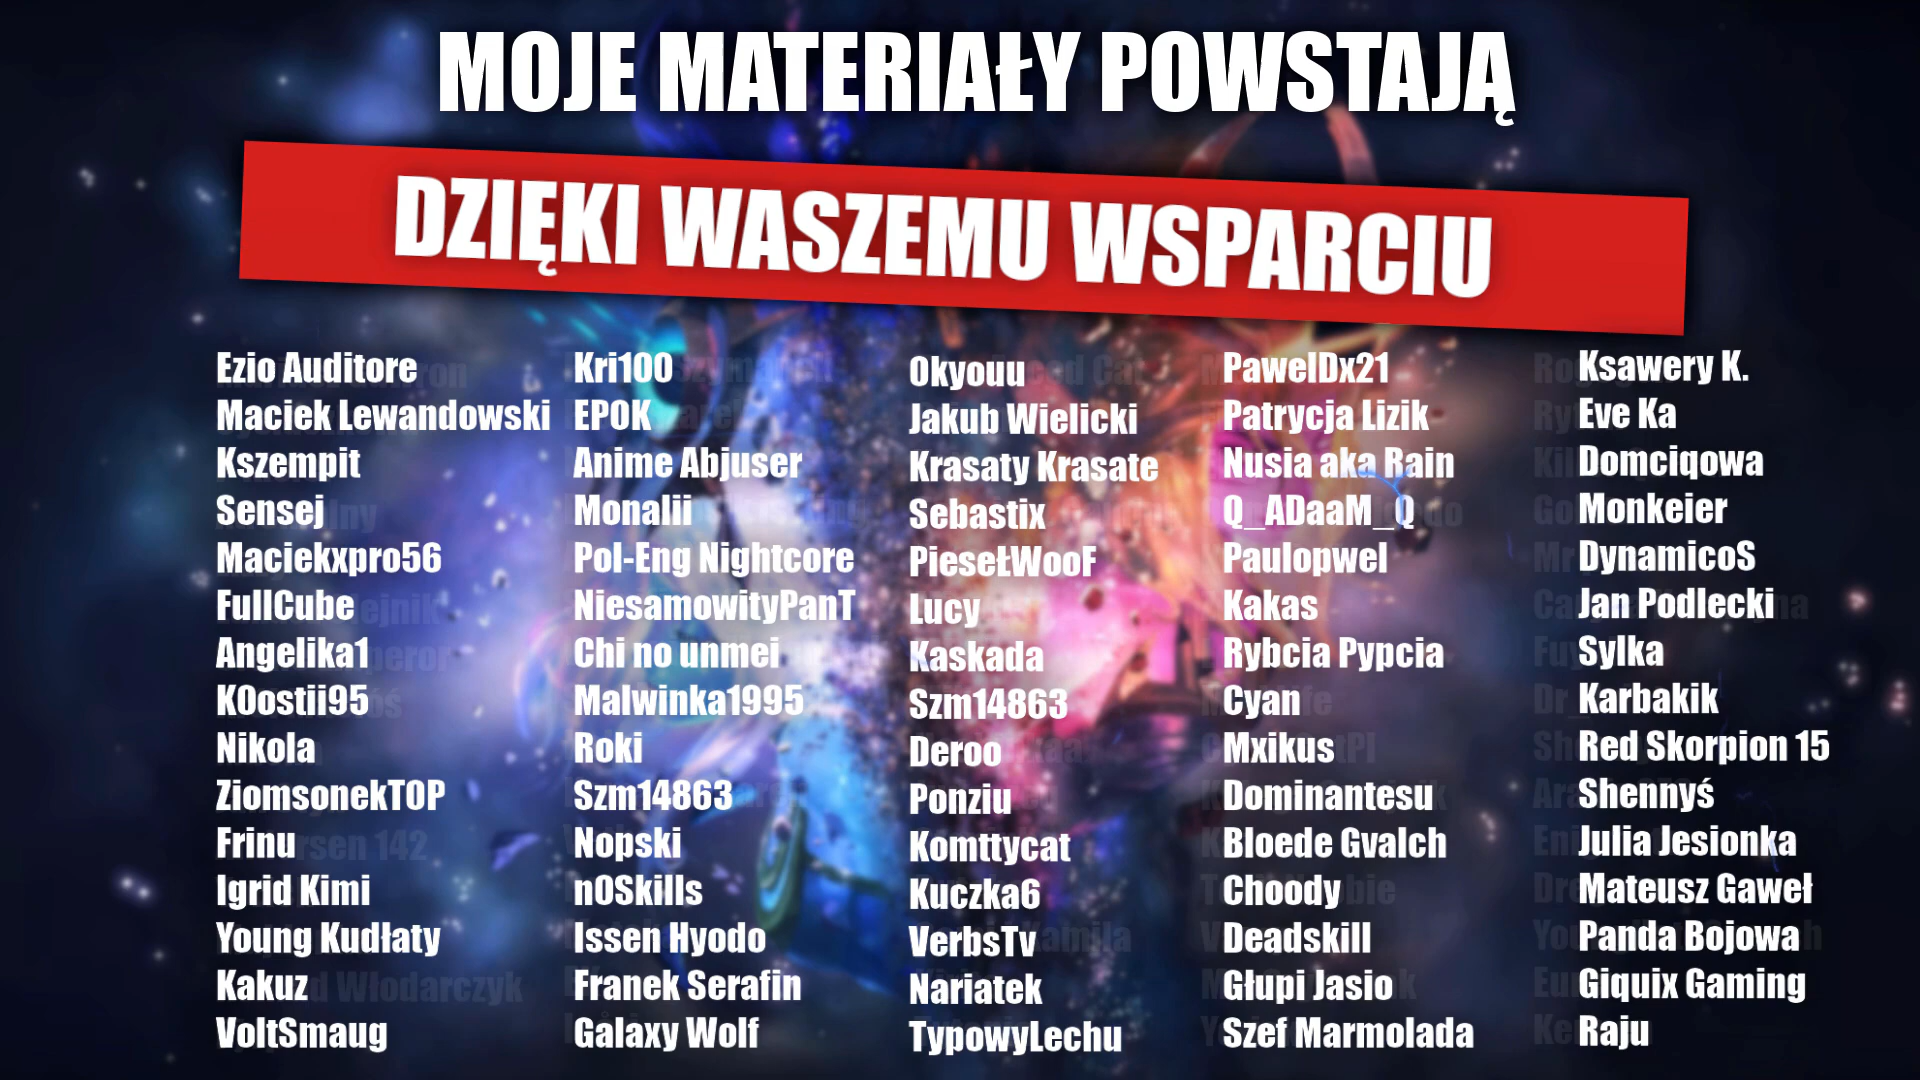 MOJE MATERIAŁY POWSTAJĄ
DZIĘKI WASZEMU WSPARCIU
Ezio Auditore
Maciek Lewandowski
Kszempit
Sensej
Maciekxpro56
FullCube
Angelika1
K0ostii95
Nikola
ZiomsonekTOP
Frinu
Igrid Kimi
Young Kudłaty
Kakuz
VoltSmaug
Kri100
EPOK
Anime Abjuser
Monalii
Pol-Eng Nightcore
NiesamowityPanT
Chi no unmei
Malwinka1995
Roki
Szm14863
Nopski
n0Skills
Issen Hyodo
Franek Serafin
Galaxy Wolf
Okyouu
Jakub Wielicki
Krasaty Krasate
Sebastix
PiesełWooF
Lucy
Kaskada
Szm14863
Deroo
Ponziu
Komttycat
Kuczka6
VerbsTv
Nariatek
TypowyLechu
PawelDx21
Patrycja Lizik
Nusia aka Rain
Q_ADaaM_Q
Paulopwel
Kakas
Rybcia Pypcia
Cyan
Mxikus
Dominantesu
Bloede Gvalch
Choody
Deadskill
Głupi Jasio
Szef Marmolada
Ksawery K.
Eve Ka
Domciqowa
Monkeier
DynamicoS
Jan Podlecki
Sylka
Karbakik
Red Skorpion 15
Shennyś
Julia Jesionka
Mateusz Gaweł
Panda Bojowa
Giquix Gaming
Raju